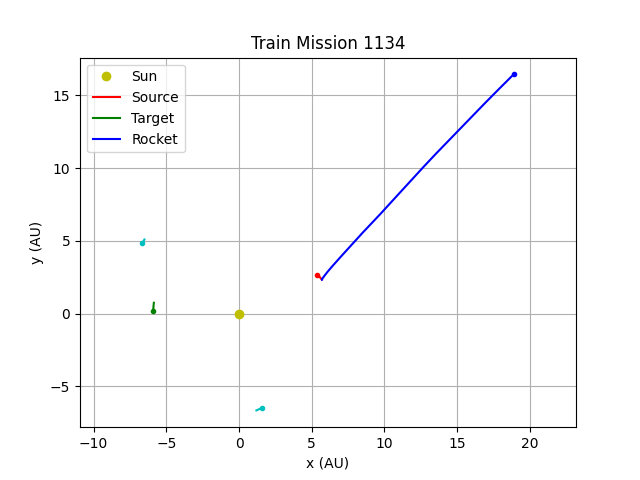 Train Mission 1134
Sun
Source
Target
Rocket
y (AU)
15
10
5
0
−5
−10
−5
0
5
10
15
20
x (AU)